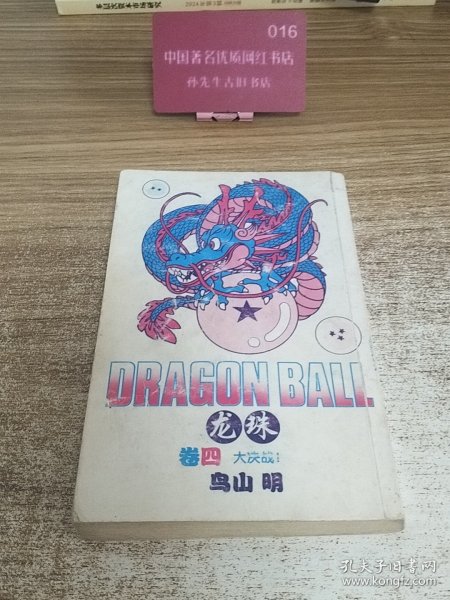 016
中国著名优质网红书店
孙先生古旧书店
DRAGON BALL
龙珠
卷四 大决战!
鸟山 明
孔夫子旧书网
www.kongfz.com